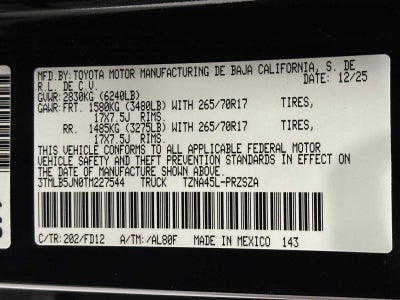 MFD.BY:TOYOTA MOTOR MANUFACTURING DE BAJA CALIFORNIA, S. DE
R.L. DE C.V. 12/25
GVWR: 2830KG (6240LB)
GAWR: FRT. 1580KG (3480LB) WITH 265/70R17 TIRES,
17X7.5J RIMS.
RR. 1485KG (3275LB) WITH 265/70R17 TIRES,
17X7.5J RIMS.
THIS VEHICLE CONFORMS TO ALL APPLICABLE FEDERAL MOTOR
VEHICLE SAFETY AND THEFT PREVENTION STANDARDS IN EFFECT ON
THE DATE OF MANUFACTURE SHOWN ABOVE.
3TMLB5JN0TM227544 TRUCK TZNA45L-PRZSZA
C/TR:202/FD12 A/TM:/AL80F MADE IN MEXICO 143